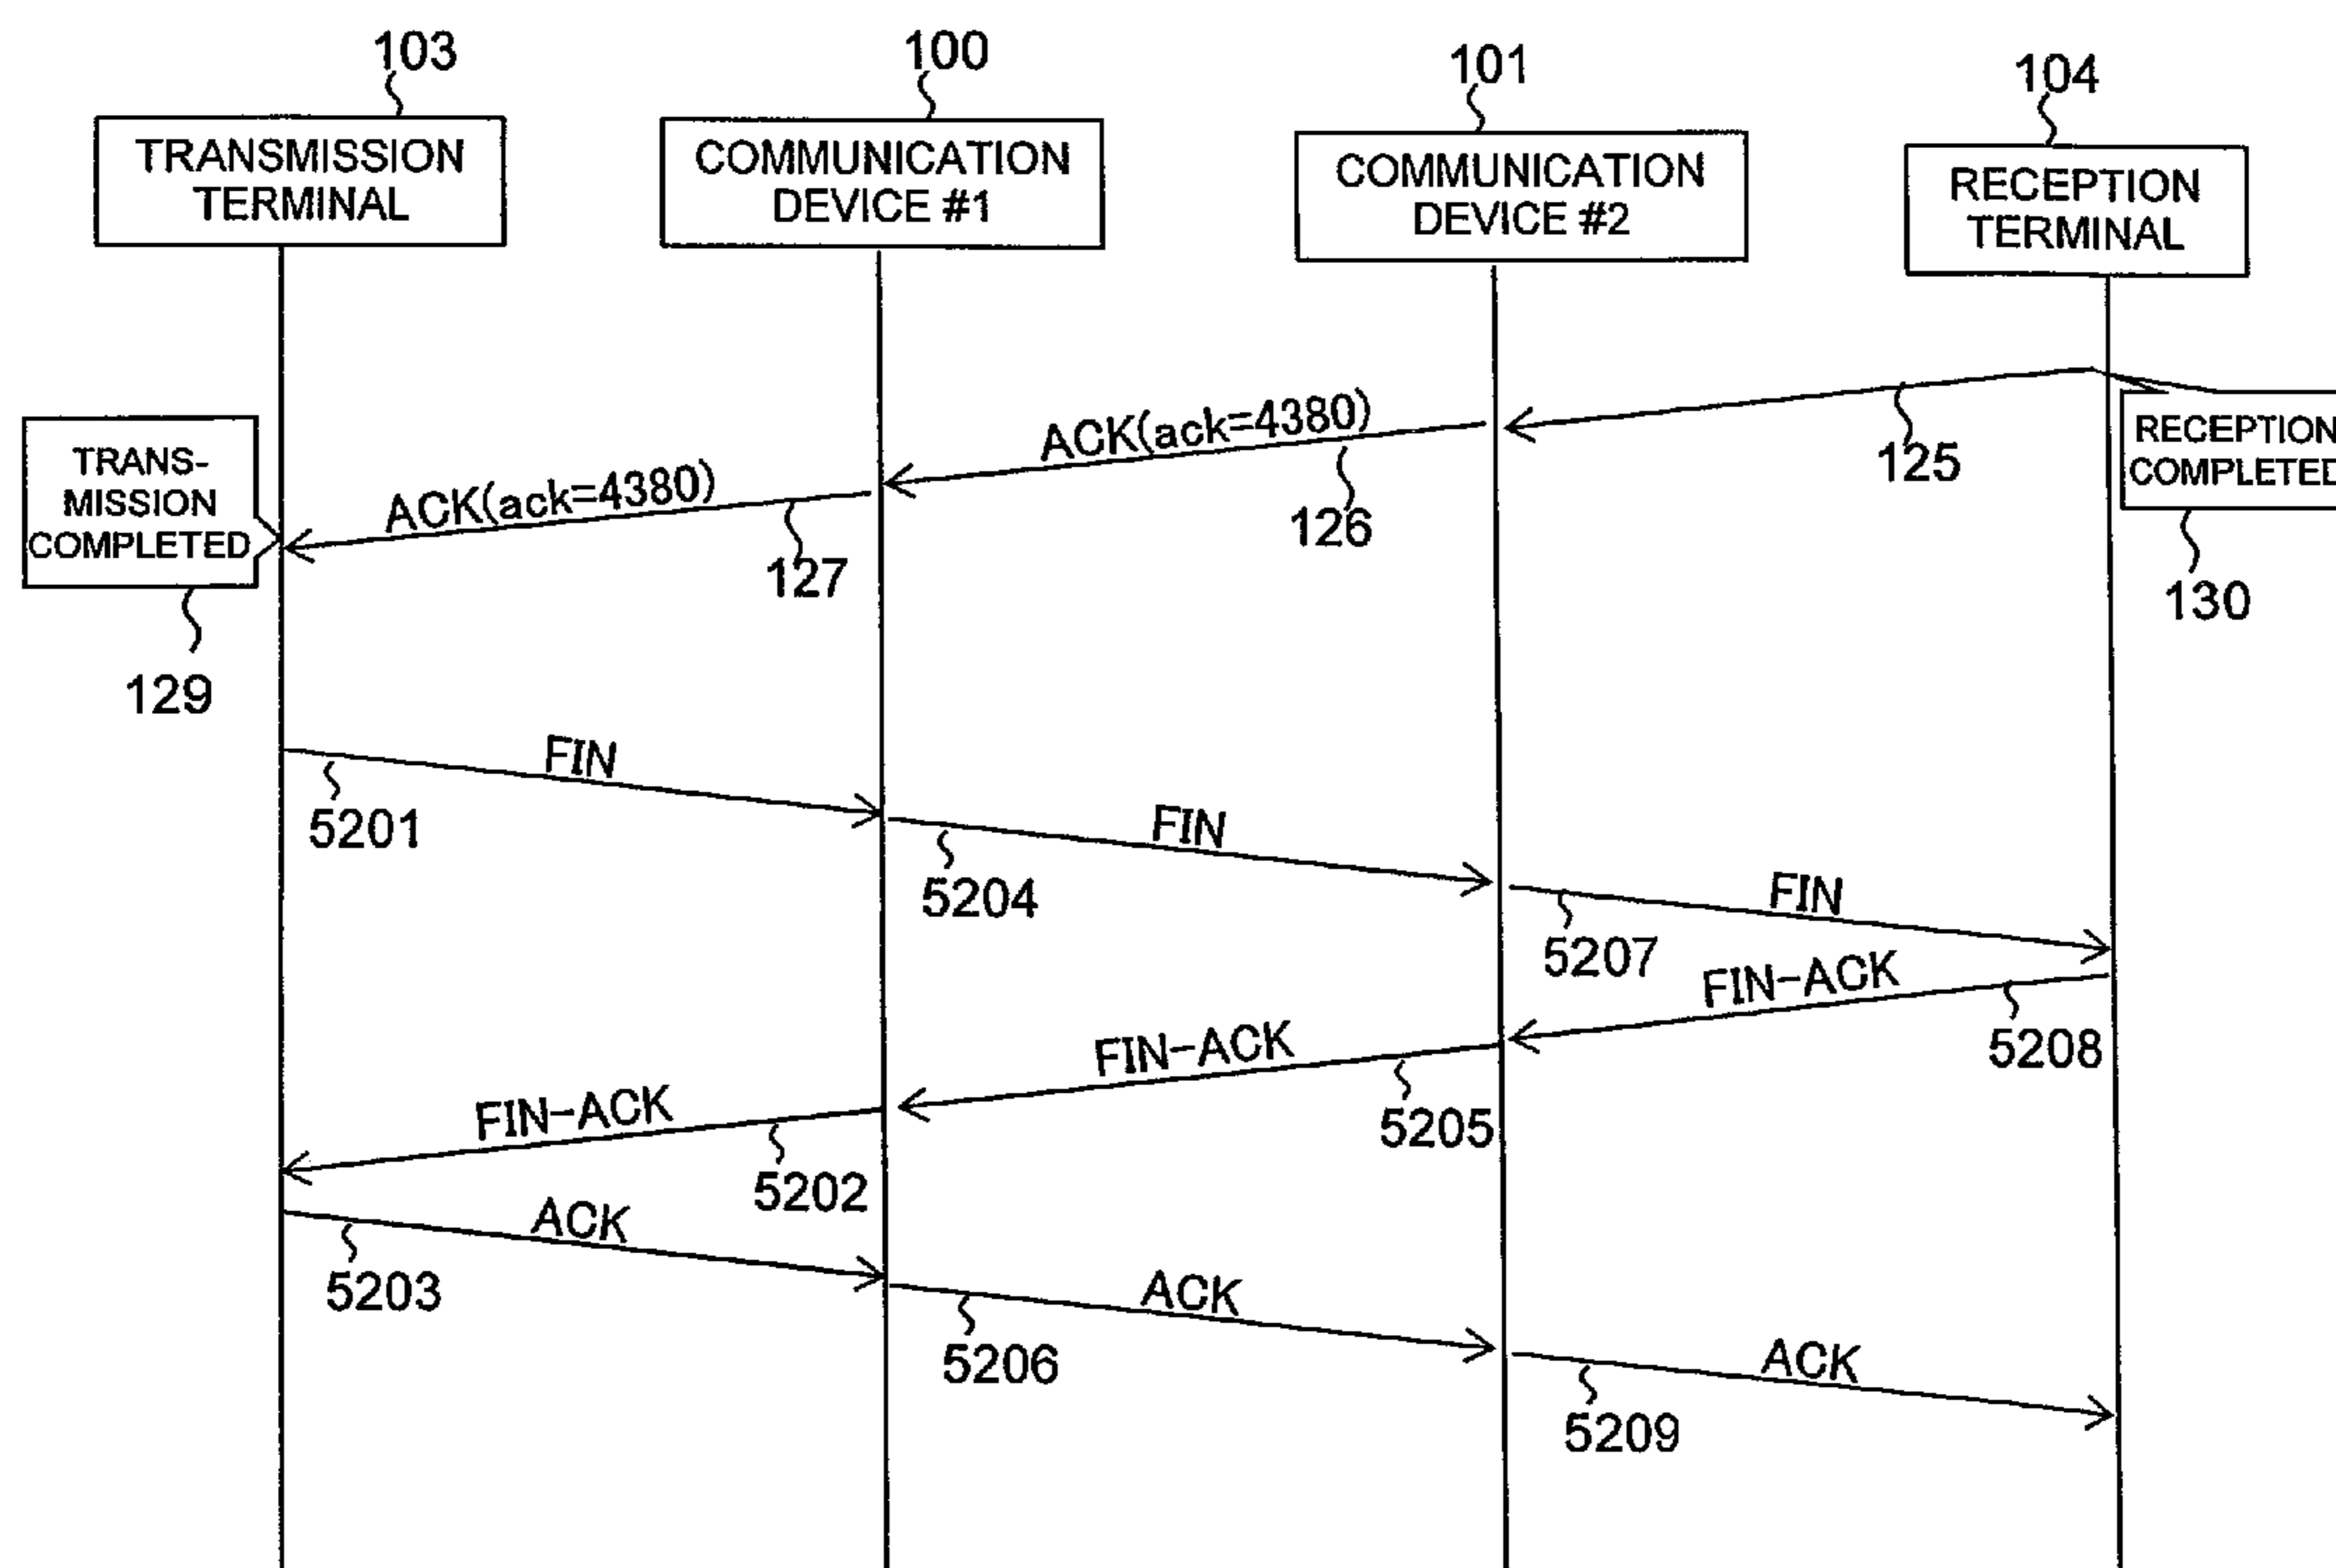 103
100
101
104
TRANSMISSION
TERMINAL
COMMUNICATION
DEVICE #1
COMMUNICATION
DEVICE #2
RECEPTION
TERMINAL
ACK(ack=4380)
125
RECEPTION
COMPLETED
130
ACK(ack=4380)
126
127
TRANS-
MISSION
COMPLETED
129
FIN
5201
FIN
5204
FIN
5207
FIN-ACK
5208
FIN-ACK
5205
FIN-ACK
5202
ACK
5203
ACK
5206
ACK
5209